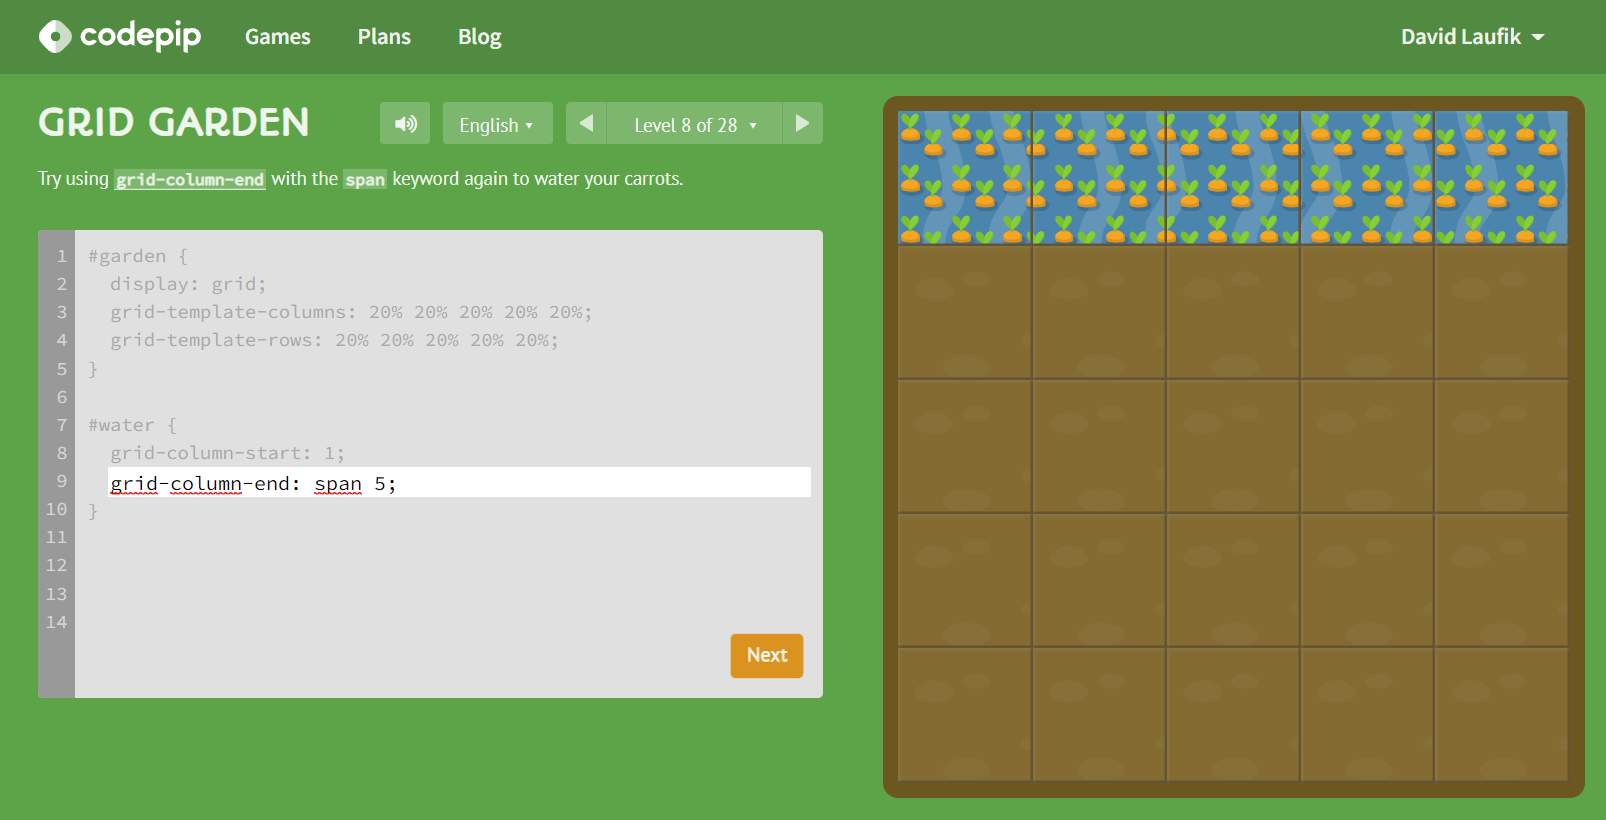 codepip Games Plans Blog David Laufik
GRID GARDEN English Level 8 of 28
Try using grid-column-end with the span keyword again to water your carrots.
1 #garden {
2 display: grid;
3 grid-template-columns: 20% 20% 20% 20% 20%;
4 grid-template-rows: 20% 20% 20% 20% 20%;
5 }
6
7 #water {
8 grid-column-start: 1;
9 grid-column-end: span 5;
10 }
11
12
13
14
Next